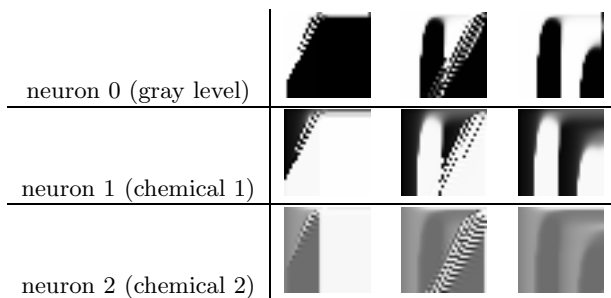 neuron 0 (gray level)
neuron 1 (chemical 1)
neuron 2 (chemical 2)